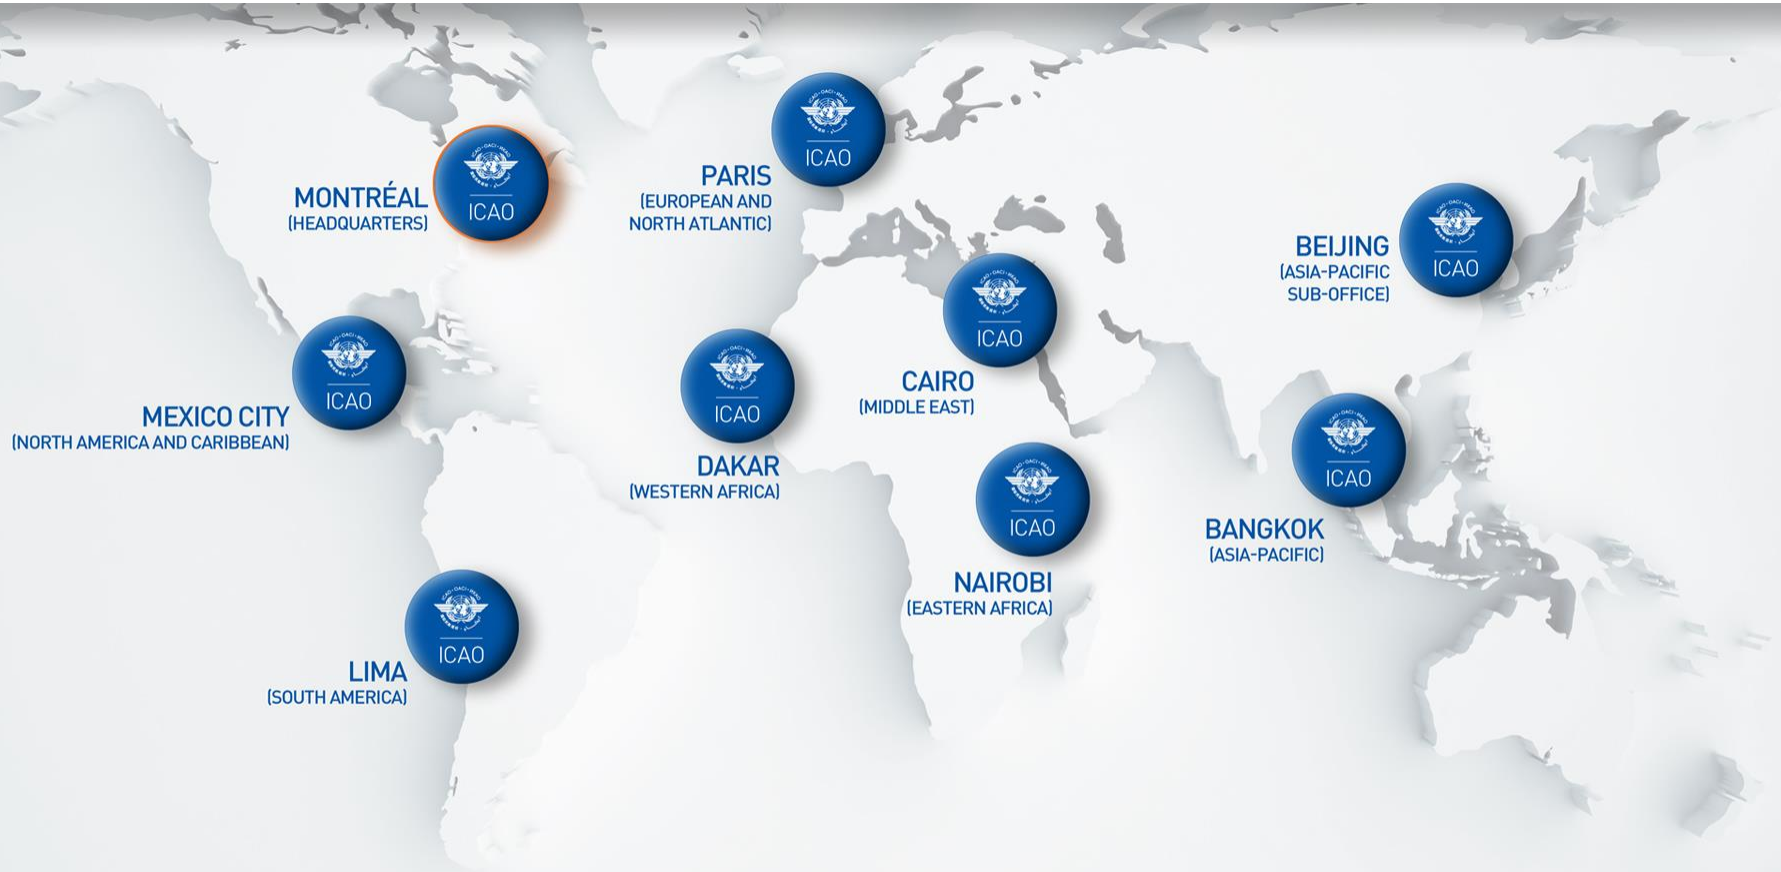 ICAO
MONTRÉAL
(HEADQUARTERS)
ICAO
PARIS
(EUROPEAN AND
NORTH ATLANTIC)
ICAO
BEIJING
(ASIA-PACIFIC
SUB-OFFICE)
ICAO
MEXICO CITY
(NORTH AMERICA AND CARIBBEAN)
ICAO
DAKAR
(WESTERN AFRICA)
ICAO
CAIRO
(MIDDLE EAST)
ICAO
BANGKOK
(ASIA-PACIFIC)
ICAO
NAIROBI
(EASTERN AFRICA)
ICAO
LIMA
(SOUTH AMERICA)